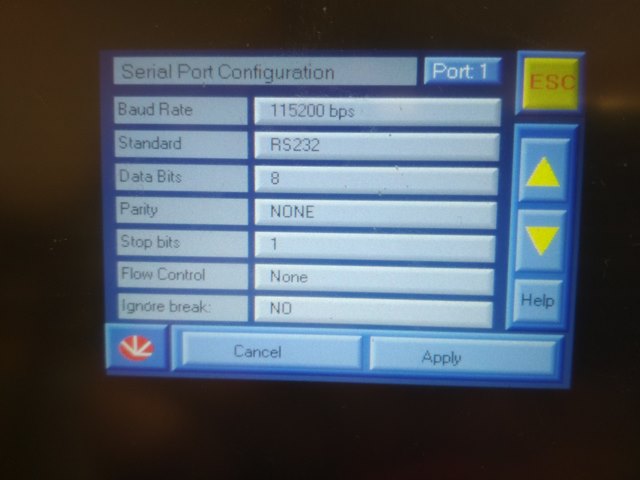 Serial Port Configuration Port: 1 ESC
Baud Rate 115200 bps
Standard RS232
Data Bits 8
Parity NONE
Stop bits 1
Flow Control None
Ignore break: NO
Help
Cancel Apply